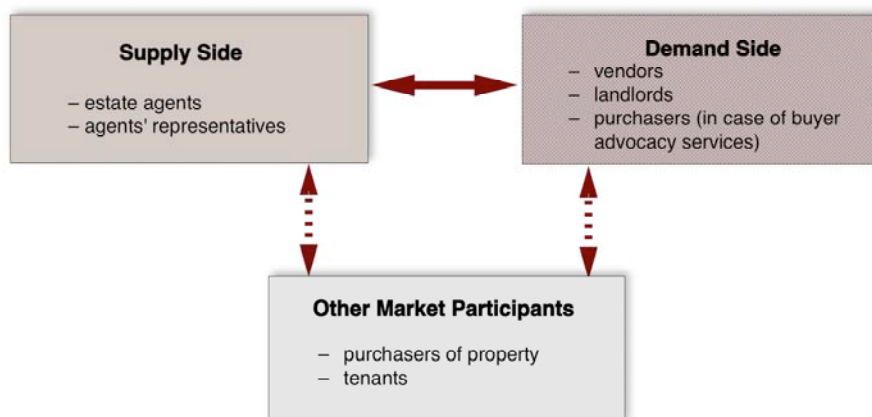 Supply Side
– estate agents
– agents' representatives
Demand Side
– vendors
– landlords
– purchasers (in case of buyer
advocacy services)
Other Market Participants
– purchasers of property
– tenants